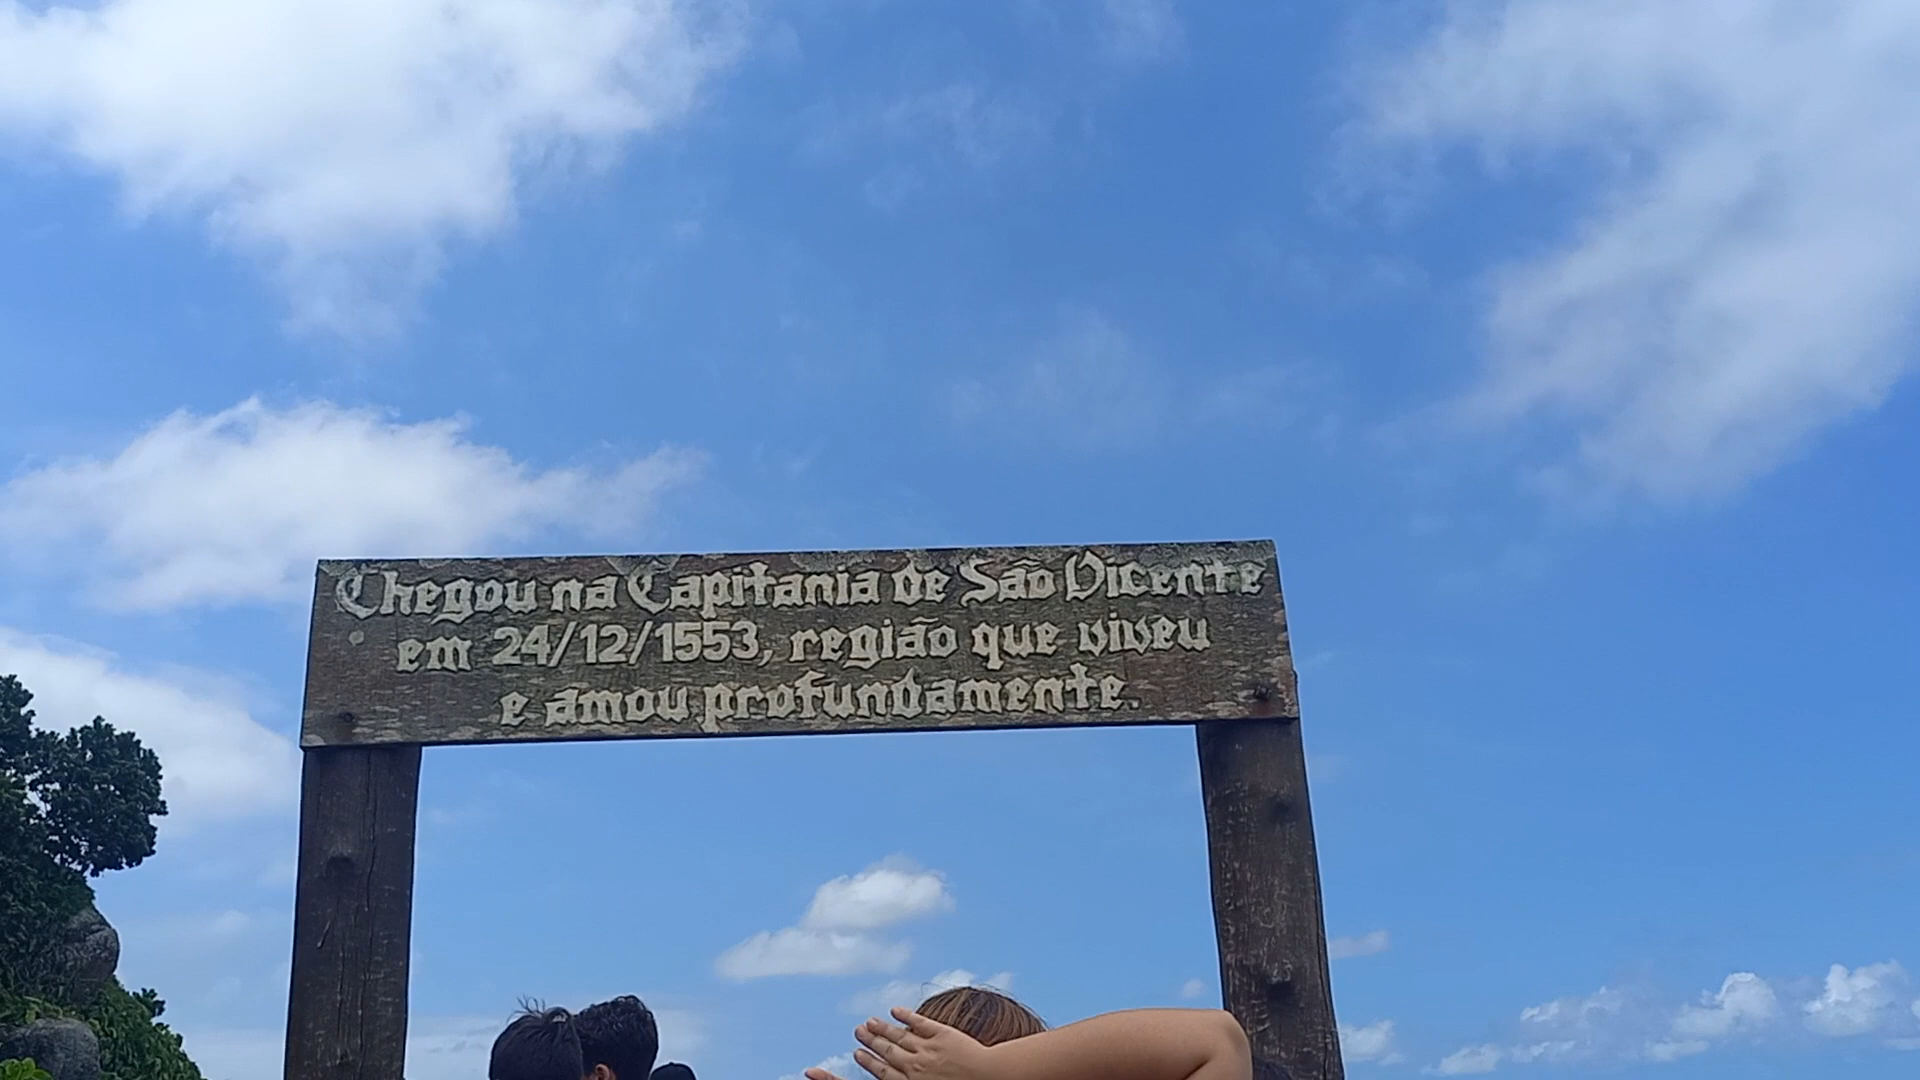 Chegou na Capitania de São Vicente
em 24/12/1553, região que viveu
e amou profundamente.